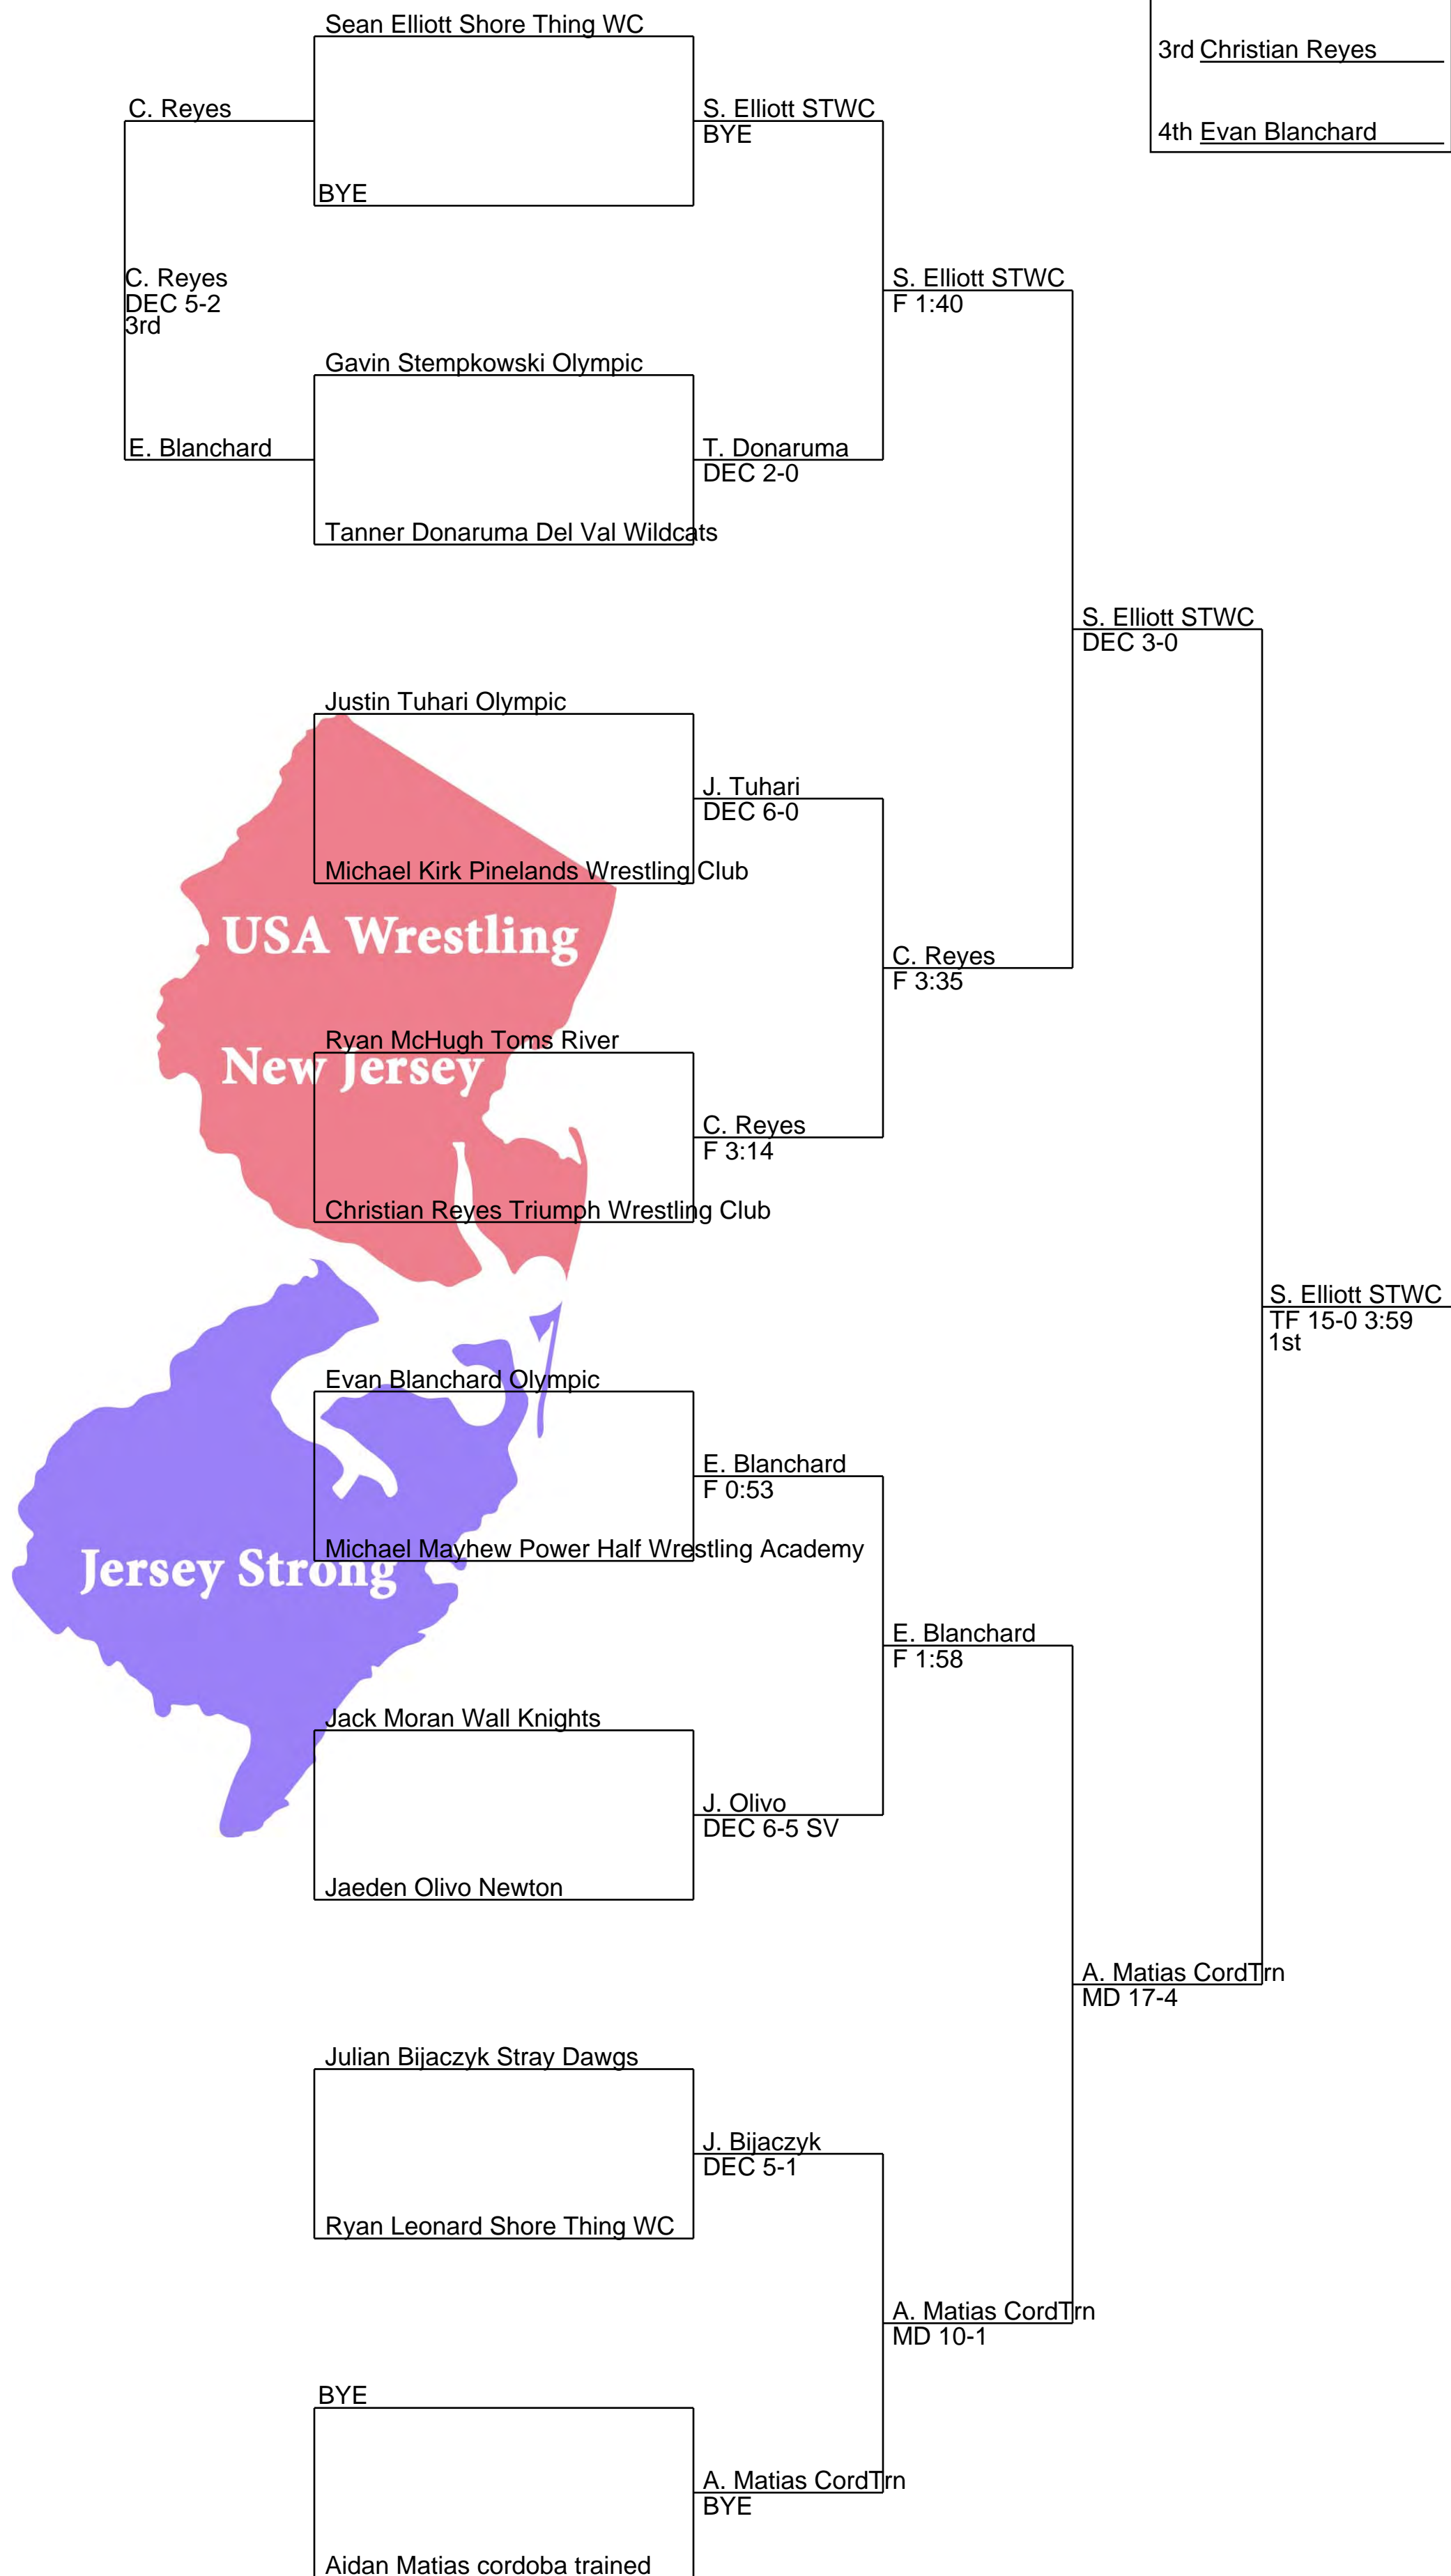 Sean Elliott Shore Thing WC
3rd Christian Reyes
C. Reyes
S. Elliott STWC
BYE
4th Evan Blanchard
BYE
C. Reyes
DEC 5-2
3rd
S. Elliott STWC
F 1:40
Gavin Stempkowski Olympic
E. Blanchard
T. Donaruma
DEC 2-0
Tanner Donaruma Del Val Wildcats
S. Elliott STWC
DEC 3-0
Justin Tuhari Olympic
J. Tuhari
DEC 6-0
Michael Kirk Pinelands Wrestling Club
USA Wrestling
C. Reyes
F 3:35
Ryan McHugh Toms River
New Jersey
C. Reyes
F 3:14
Christian Reyes Triumph Wrestling Club
S. Elliott STWC
TF 15-0 3:59
1st
Evan Blanchard Olympic
E. Blanchard
F 0:53
Michael Mayhew Power Half Wrestling Academy
Jersey Strong
E. Blanchard
F 1:58
Jack Moran Wall Knights
J. Olivo
DEC 6-5 SV
Jaeden Olivo Newton
A. Matias CordTrn
MD 17-4
Julian Bijaczyk Stray Dawgs
J. Bijaczyk
DEC 5-1
Ryan Leonard Shore Thing WC
A. Matias CordTrn
MD 10-1
BYE
A. Matias CordTrn
BYE
Aidan Matias cordoba trained